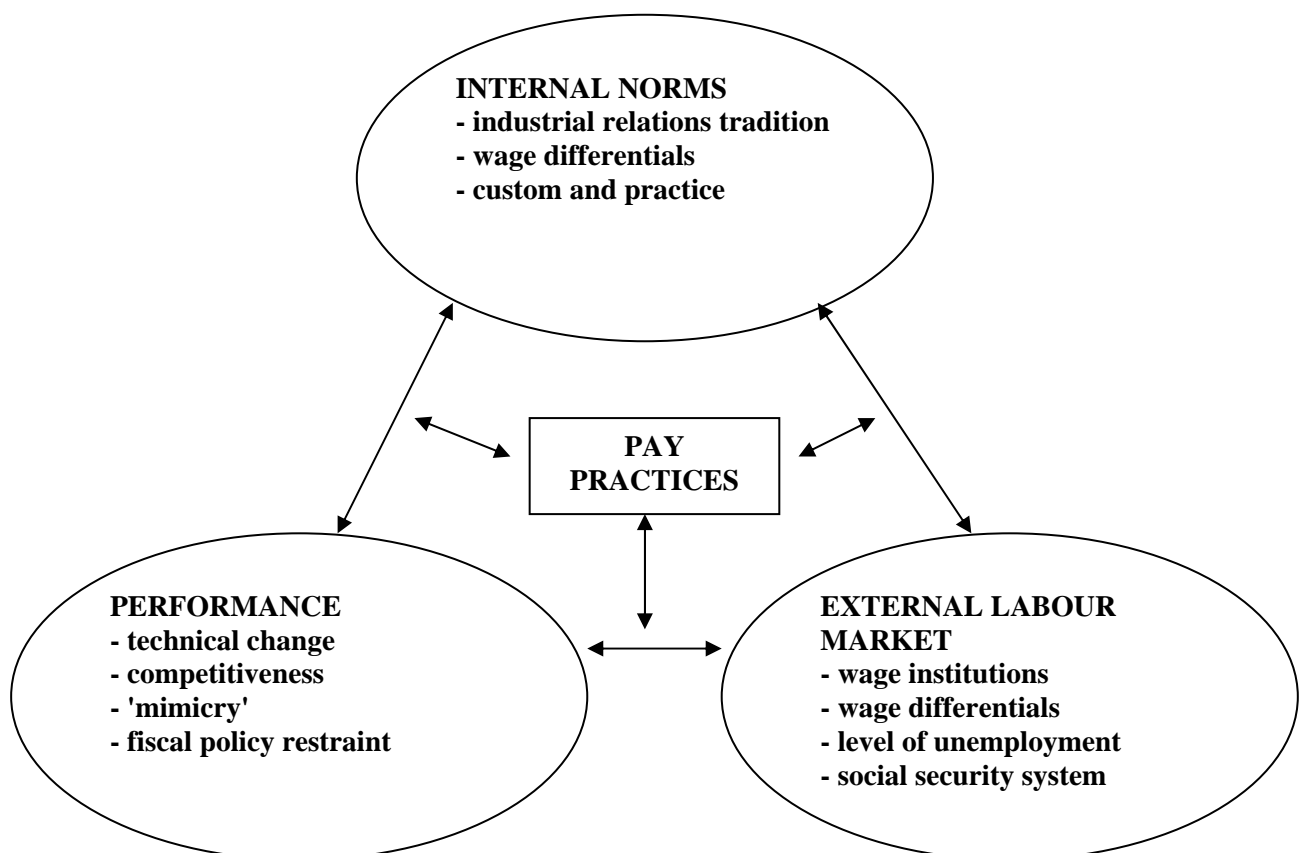 INTERNAL NORMS
- industrial relations tradition
- wage differentials
- custom and practice
PAY
PRACTICES
PERFORMANCE
- technical change
- competitiveness
- 'mimicry'
- fiscal policy restraint
EXTERNAL LABOUR
MARKET
- wage institutions
- wage differentials
- level of unemployment
- social security system